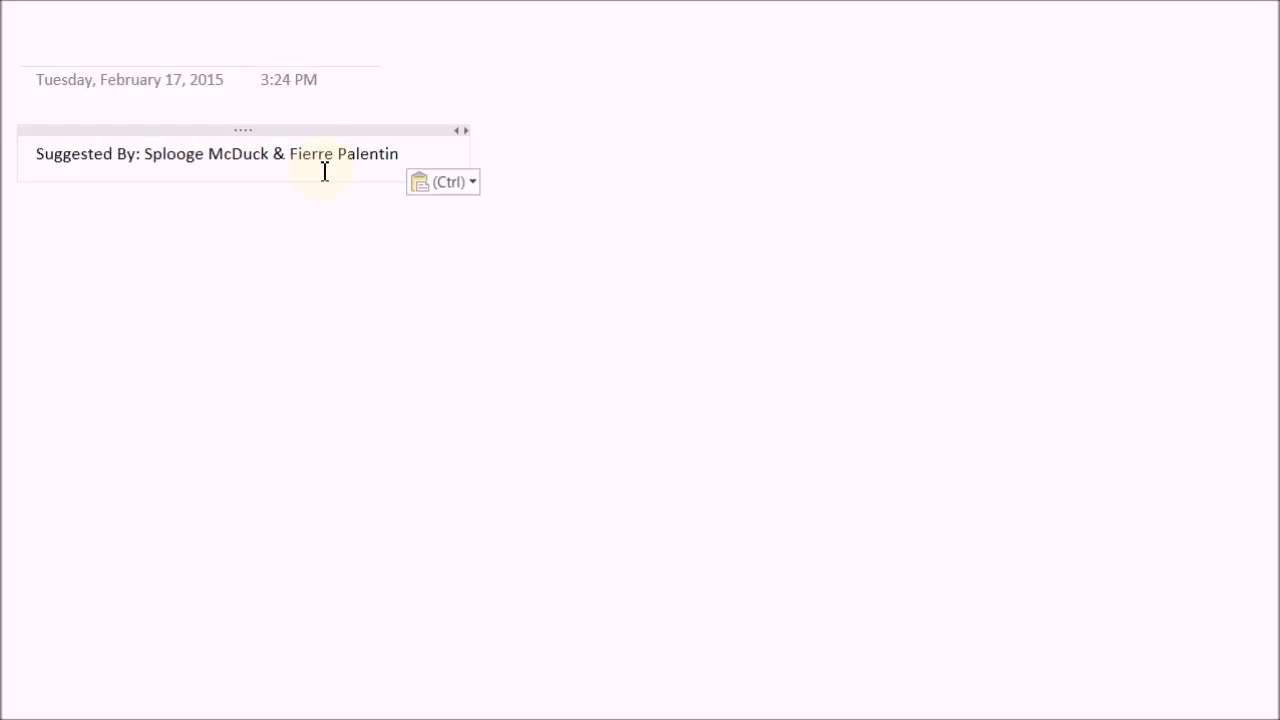 Tuesday, February 17, 2015 3:24 PM
Suggested By: Splooge McDuck & Fierre Palentin
(Ctrl)